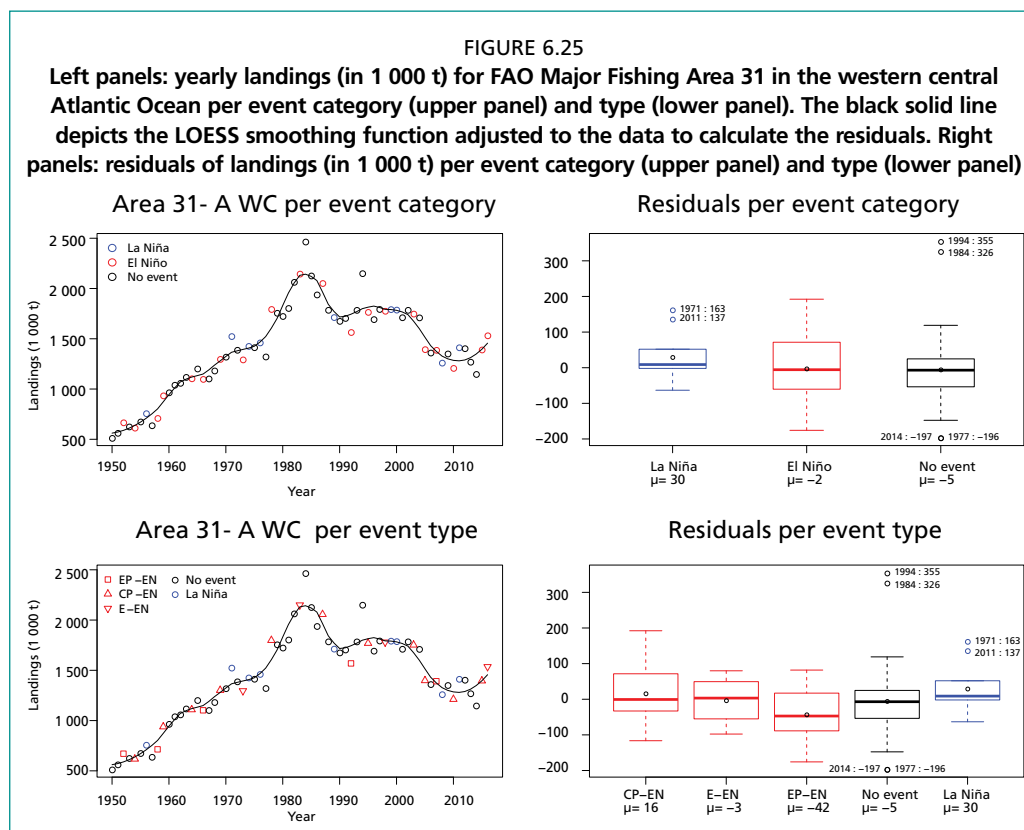 FIGURE 6.25
Left panels: yearly landings (in 1 000 t) for FAO Major Fishing Area 31 in the western central
Atlantic Ocean per event category (upper panel) and type (lower panel). The black solid line
depicts the LOESS smoothing function adjusted to the data to calculate the residuals. Right
panels: residuals of landings (in 1 000 t) per event category (upper panel) and type (lower panel)
Area 31- A WC per event category
Landings (1 000 t)
2 500
2 000
1 500
1 000
500
La Niña
El Niño
No event
1950 1960 1970 1980 1990 2000 2010
Year
Residuals per event category
300
200
100
0
−100
−200
1994 : 355
1984 : 326
1971 : 163
2011 : 137
2014 : −197 1977 : −196
La Niña El Niño No event
μ= 30 μ= −2 μ= −5
Area 31- A WC per event type
Landings (1 000 t)
2 500
2 000
1 500
1 000
500
EP −EN No event
CP−EN La Niña
E−EN
1950 1960 1970 1980 1990 2000 2010
Year
Residuals per event type
300
200
100
0
−100
−200
1994 : 355
1984 : 326
1971 : 163
2011 : 137
2014 : −197 1977 : −196
CP−EN E−EN EP−EN No event La Niña
μ= 16 μ= −3 μ= −42 μ= −5 μ= 30